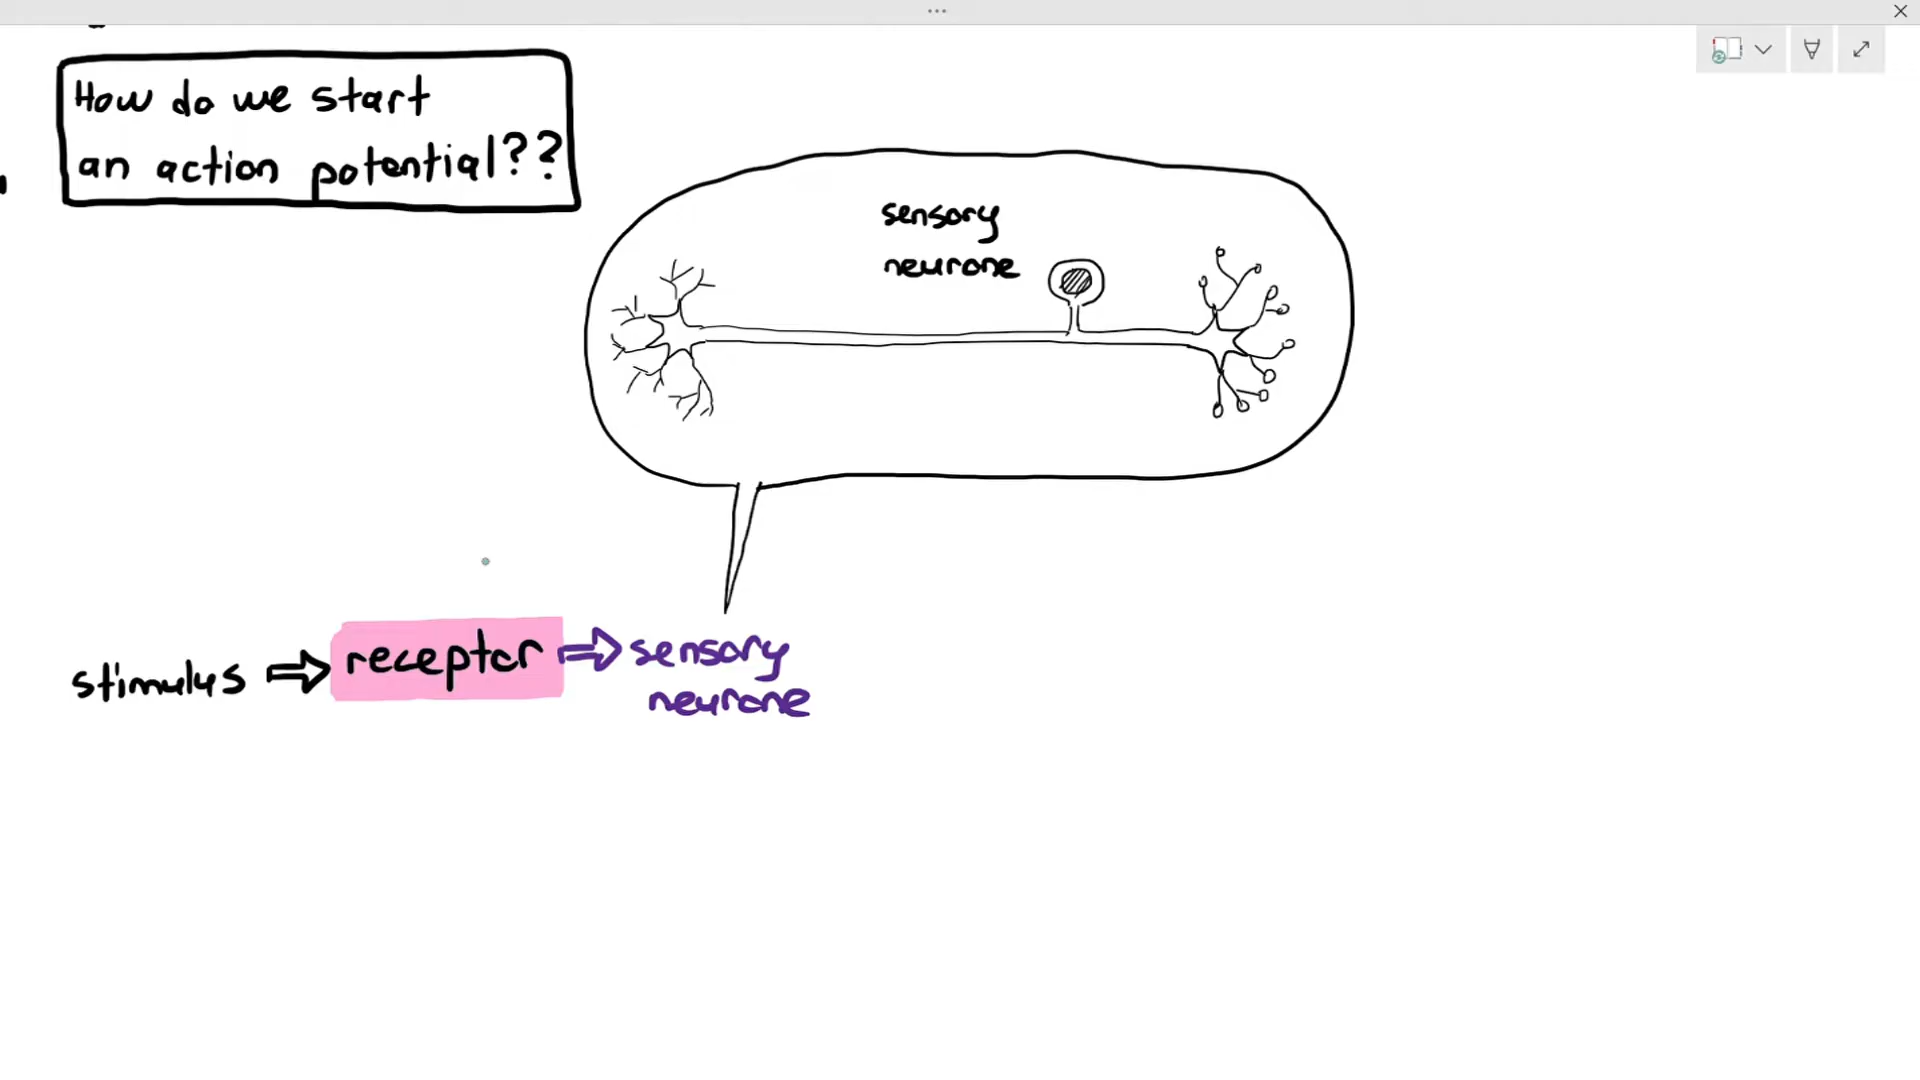 How do we start
an action potential??
sensory
neurone
stimulus ⇒ receptor ⇒ sensory
neurone